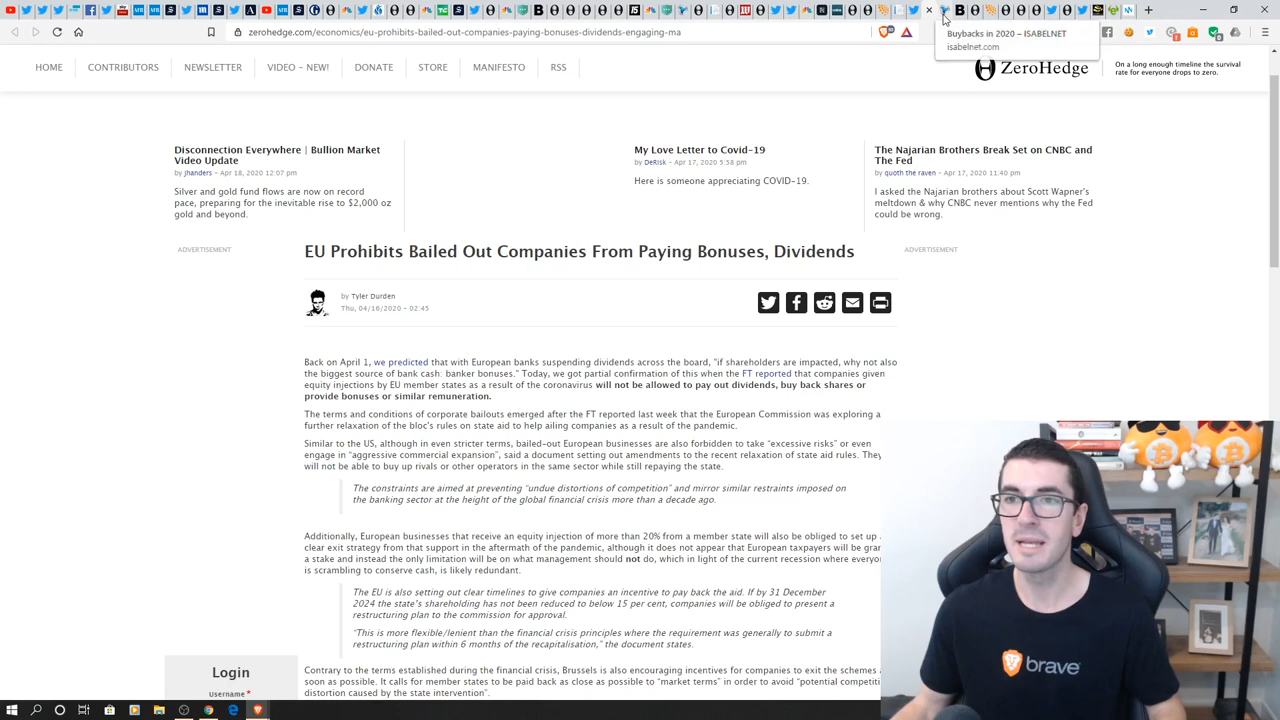 Buybacks in 2020 – ISABELNET
isabelnet.com
zerohedge.com/economics/eu-prohibits-bailed-out-companies-paying-bonuses-dividends-engaging-ma
HOME CONTRIBUTORS NEWSLETTER VIDEO – NEW! DONATE STORE MANIFESTO RSS
ZeroHedge
On a long enough timeline the survival
rate for everyone drops to zero.
Disconnection Everywhere | Bullion Market
Video Update
by jhanders – Apr 18, 2020 12:07 pm
Silver and gold fund flows are now on record
pace, preparing for the inevitable rise to $2,000 oz
gold and beyond.
My Love Letter to Covid-19
by DeRisk – Apr 17, 2020 5:58 pm
Here is someone appreciating COVID-19.
The Najarian Brothers Break Set on CNBC and
The Fed
by quoth the raven – Apr 17, 2020 11:40 pm
I asked the Najarian brothers about Scott Wapner's
meltdown & why CNBC never mentions why the Fed
could be wrong.
ADVERTISEMENT
EU Prohibits Bailed Out Companies From Paying Bonuses, Dividends
ADVERTISEMENT
by Tyler Durden
Thu, 04/16/2020 – 02:45
Back on April 1, we predicted that with European banks suspending dividends across the board, "if shareholders are impacted, why not also
the biggest source of bank cash: banker bonuses." Today, we got partial confirmation of this when the FT reported that companies given
equity injections by EU member states as a result of the coronavirus will not be allowed to pay out dividends, buy back shares or
provide bonuses or similar remuneration.
The terms and conditions of corporate bailouts emerged after the FT reported last week that the European Commission was exploring a
further relaxation of the bloc's rules on state aid to help ailing companies as a result of the pandemic.
Similar to the US, although in even stricter terms, bailed-out European businesses are also forbidden to take "excessive risks" or even
engage in "aggressive commercial expansion", said a document setting out amendments to the recent relaxation of state aid rules. They
will not be able to buy up rivals or other operators in the same sector while still repaying the state.
The constraints are aimed at preventing "undue distortions of competition" and mirror similar restraints imposed on
the banking sector at the height of the global financial crisis more than a decade ago.
Additionally, European businesses that receive an equity injection of more than 20% from a member state will also be obliged to set up
clear exit strategy from that support in the aftermath of the pandemic, although it does not appear that European taxpayers will be gran
a stake and instead the only limitation will be on what management should not do, which in light of the current recession where everyo
is scrambling to conserve cash, is likely redundant.
The EU is also setting out clear timelines to give companies an incentive to pay back the aid. If by 31 December
2024 the state's shareholding has not been reduced to below 15 per cent, companies will be obliged to present a
restructuring plan to the commission for approval.
"This is more flexible/lenient than the financial crisis principles where the requirement was generally to submit a
restructuring plan within 6 months of the recapitalisation," the document states.
Contrary to the terms established during the financial crisis, Brussels is also encouraging incentives for companies to exit the schemes a
soon as possible. It calls for member states to be paid back as close as possible to "market terms" in order to avoid "potential competiti
distortion caused by the state intervention".
Login
Username *
brave